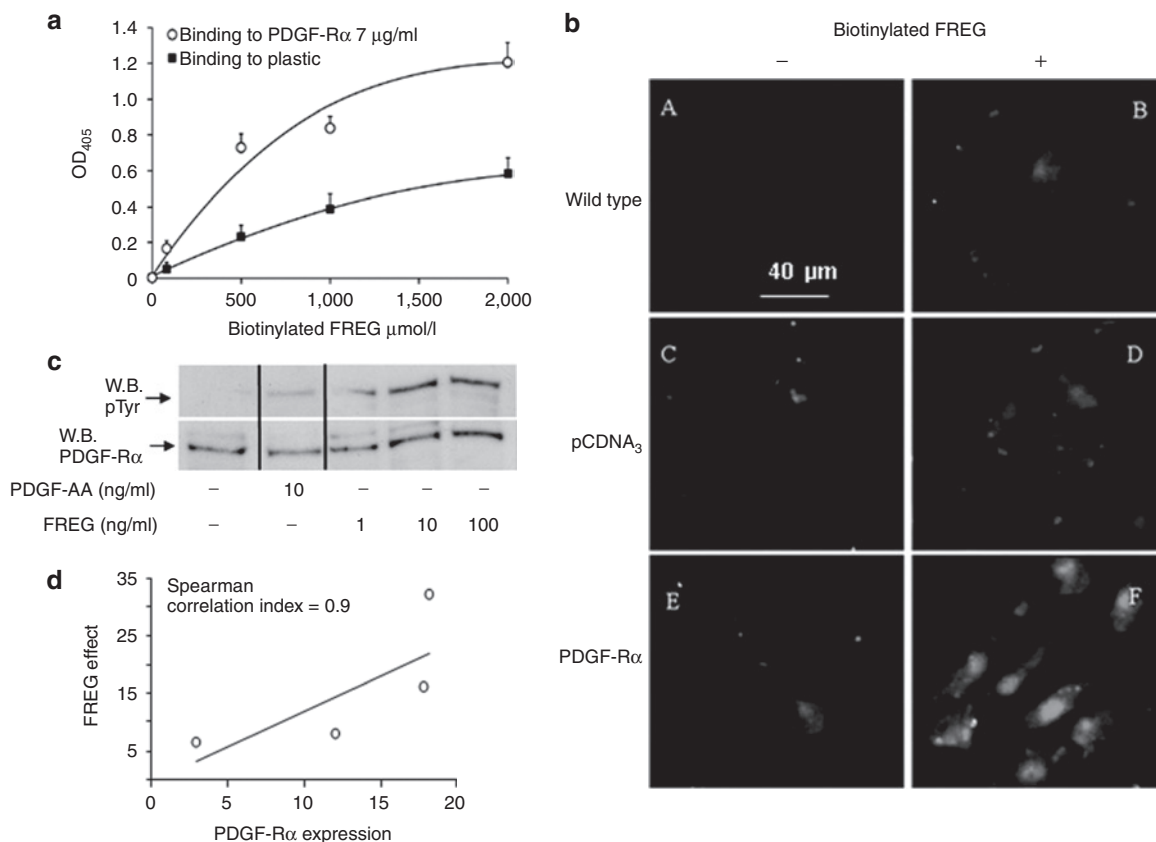 a
1.4
1.2
1.0
0.8
0.6
0.4
0.2
0
OD405
Binding to PDGF-Rα 7 μg/ml
Binding to plastic
0 500 1,000 1,500 2,000
Biotinylated FREG μmol/l
b
Biotinylated FREG
– +
Wild type
A
B
40 μm
pCDNA3
C
D
PDGF-Rα
E
F
c
W.B.
pTyr
W.B.
PDGF-Rα
PDGF-AA (ng/ml) – 10 – – –
FREG (ng/ml) – – 1 10 100
d
35
25
15
5
FREG effect
Spearman
correlation index = 0.9
0 5 10 15 20
PDGF-Rα expression